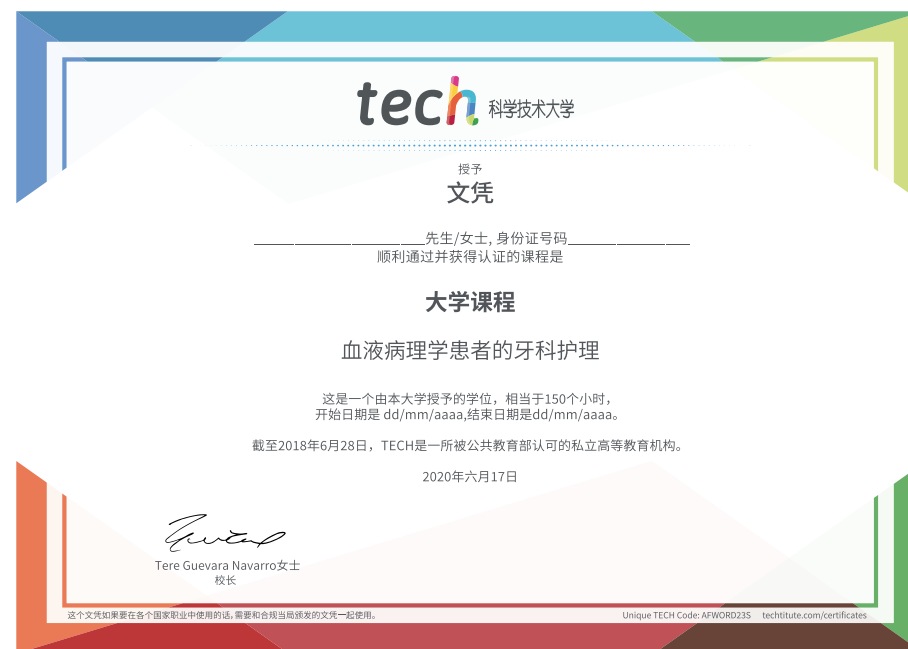 tech 科学技术大学
授予
文凭
________________________先生/女士, 身份证号码_________________
顺利通过并获得认证的课程是
大学课程
血液病理学患者的牙科护理
这是一个由本大学授予的学位，相当于150个小时，
开始日期是 dd/mm/aaaa,结束日期是dd/mm/aaaa。
截至2018年6月28日，TECH是一所被公共教育部认可的私立高等教育机构。
2020年六月17日
Tere Guevara Navarro女士
校长
这个文凭如果要在各个国家职业中使用的话,需要和合规当局颁发的文凭一起使用。
Unique TECH Code: AFWORD23S techtitute.com/certificates